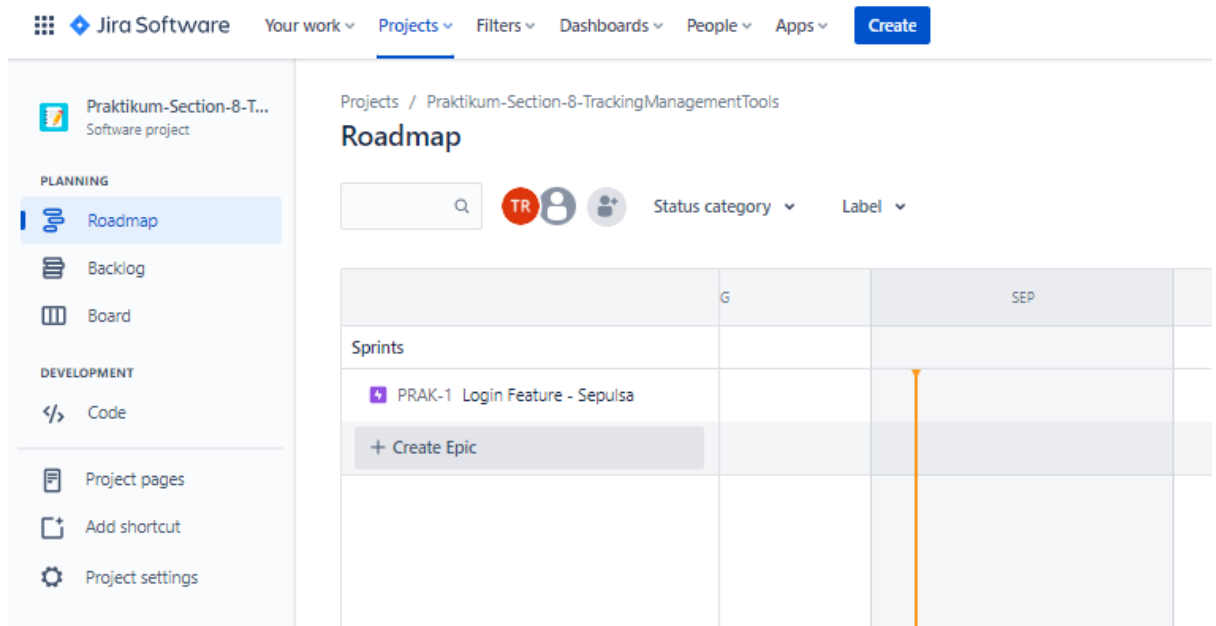 Jira Software Your work Projects Filters Dashboards People Apps Create
Praktikum-Section-8-T...
Software project
PLANNING
Roadmap
Backlog
Board
DEVELOPMENT
Code
Project pages
Add shortcut
Project settings
Projects / Praktikum-Section-8-TrackingManagementTools
Roadmap
TR Status category Label
G SEP
Sprints
PRAK-1 Login Feature - Sepulsa
+ Create Epic